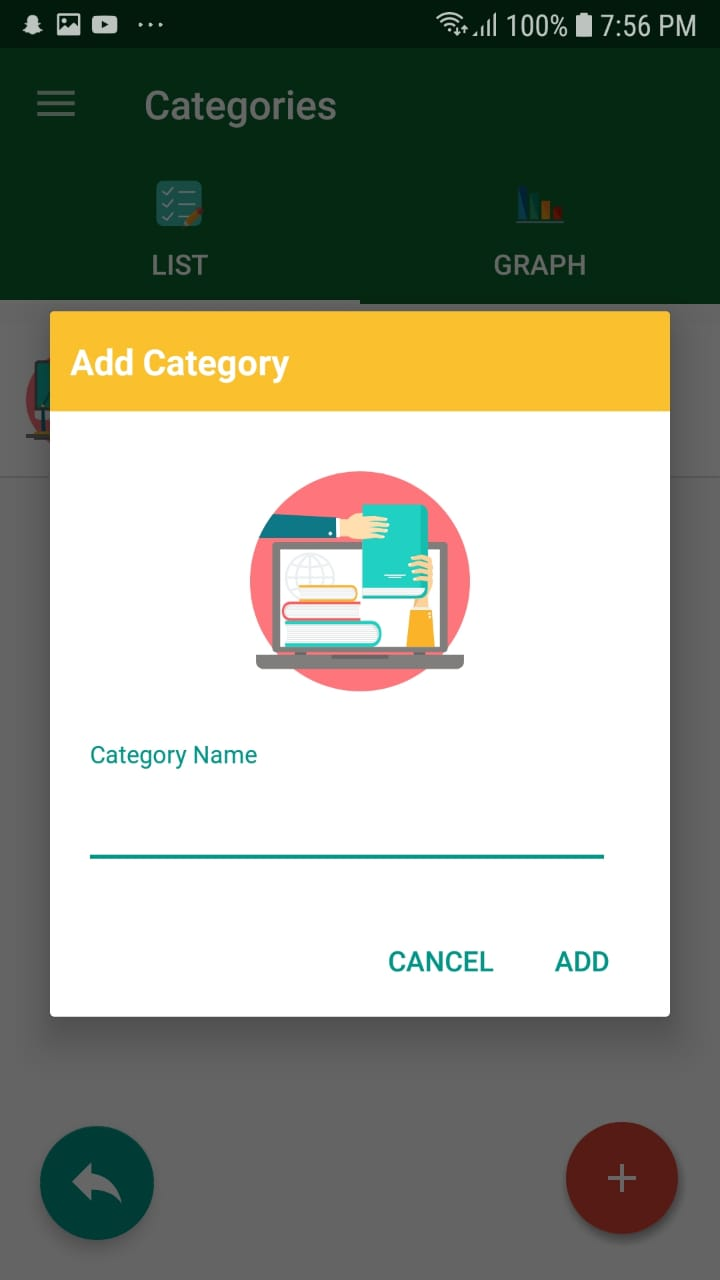 100% 7:56 PM
Categories
LIST
GRAPH
Add Category
Category Name
CANCEL
ADD